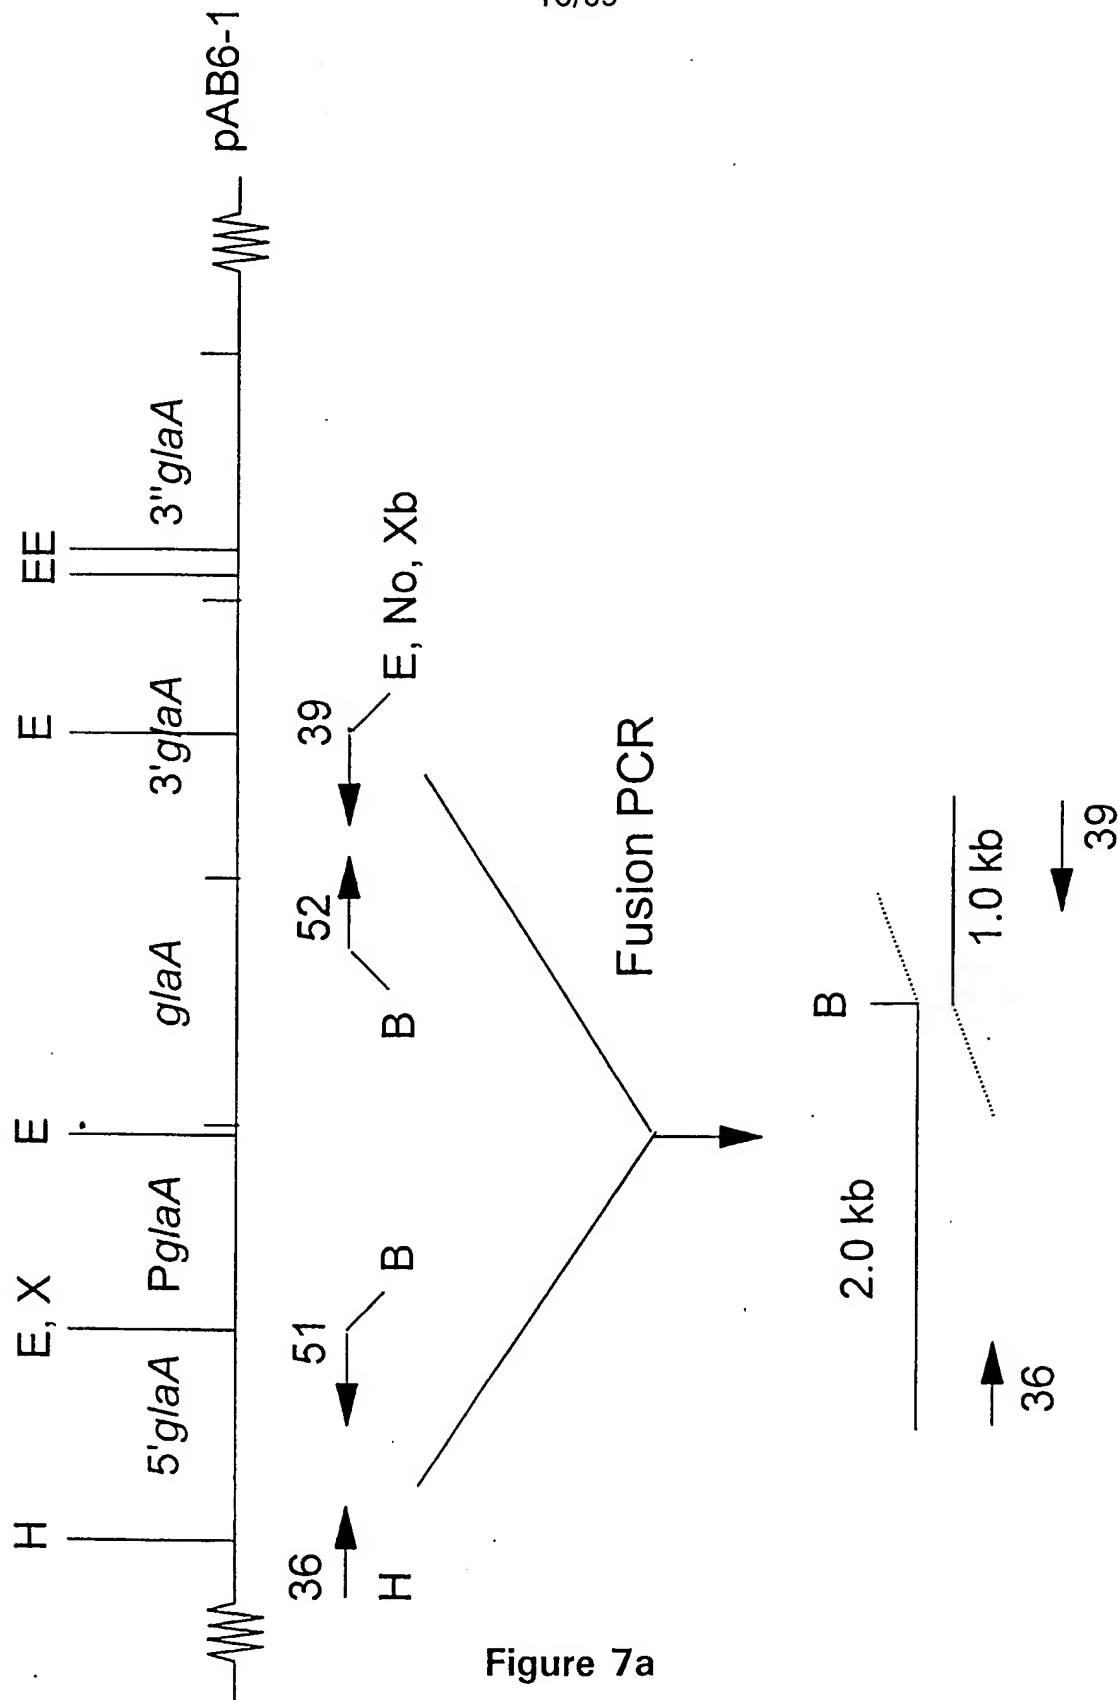 H E, X E E EE
5'glaA PglaA glaA 3'glaA 3"glaA pAB6-1
36 51 52 39
H B B E, No, Xb
Fusion PCR
B
2.0 kb
1.0 kb
36 39
Figure 7a